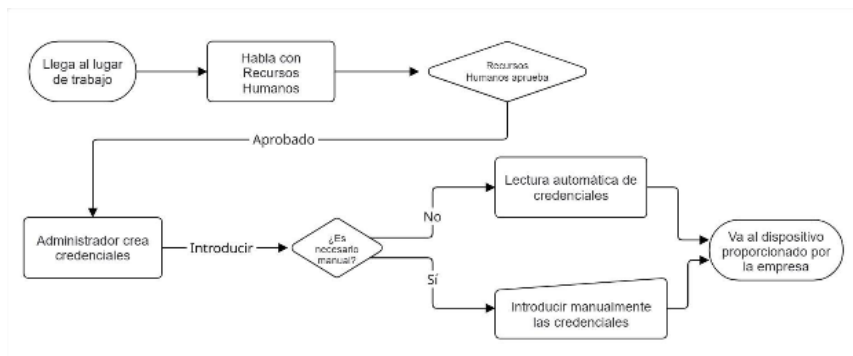 Llega al lugar
de trabajo
Habla con
Recursos
Humanos
Recursos
Humanos aprueba
Aprobado
Administrador crea
credenciales
Introducir
¿Es
necesario
manual?
No
Lectura automática de
credenciales
Sí
Introducir manualmente
las credenciales
Va al dispositivo
proporcionado por
la empresa